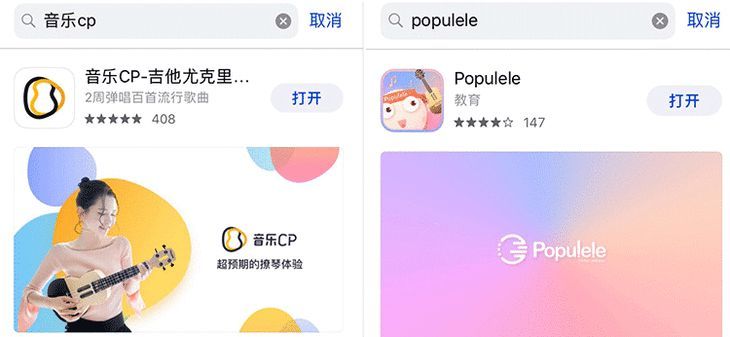 音乐cp
取消
音乐CP-吉他尤克里...
2周弹唱百首流行歌曲
打开
408
音乐CP
超预期的撩琴体验
populele
取消
Populele
教育
打开
147
Populele